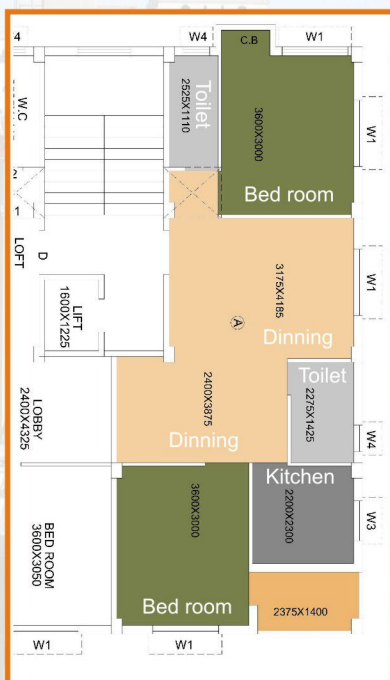 4
W4
C.B
W1
W.C
Toilet
2525X1110
3600X3000
W1
Bed room
1
LOFT
D
LIFT
1600X1225
3175X4185
W1
A
Dinning
2400X3875
Dinning
Toilet
2275X1425
W4
LOBBY
2400X4325
Kitchen
2200X2300
W3
3600X3000
BED ROOM
3600X3050
Bed room
2375X1400
W1
W1